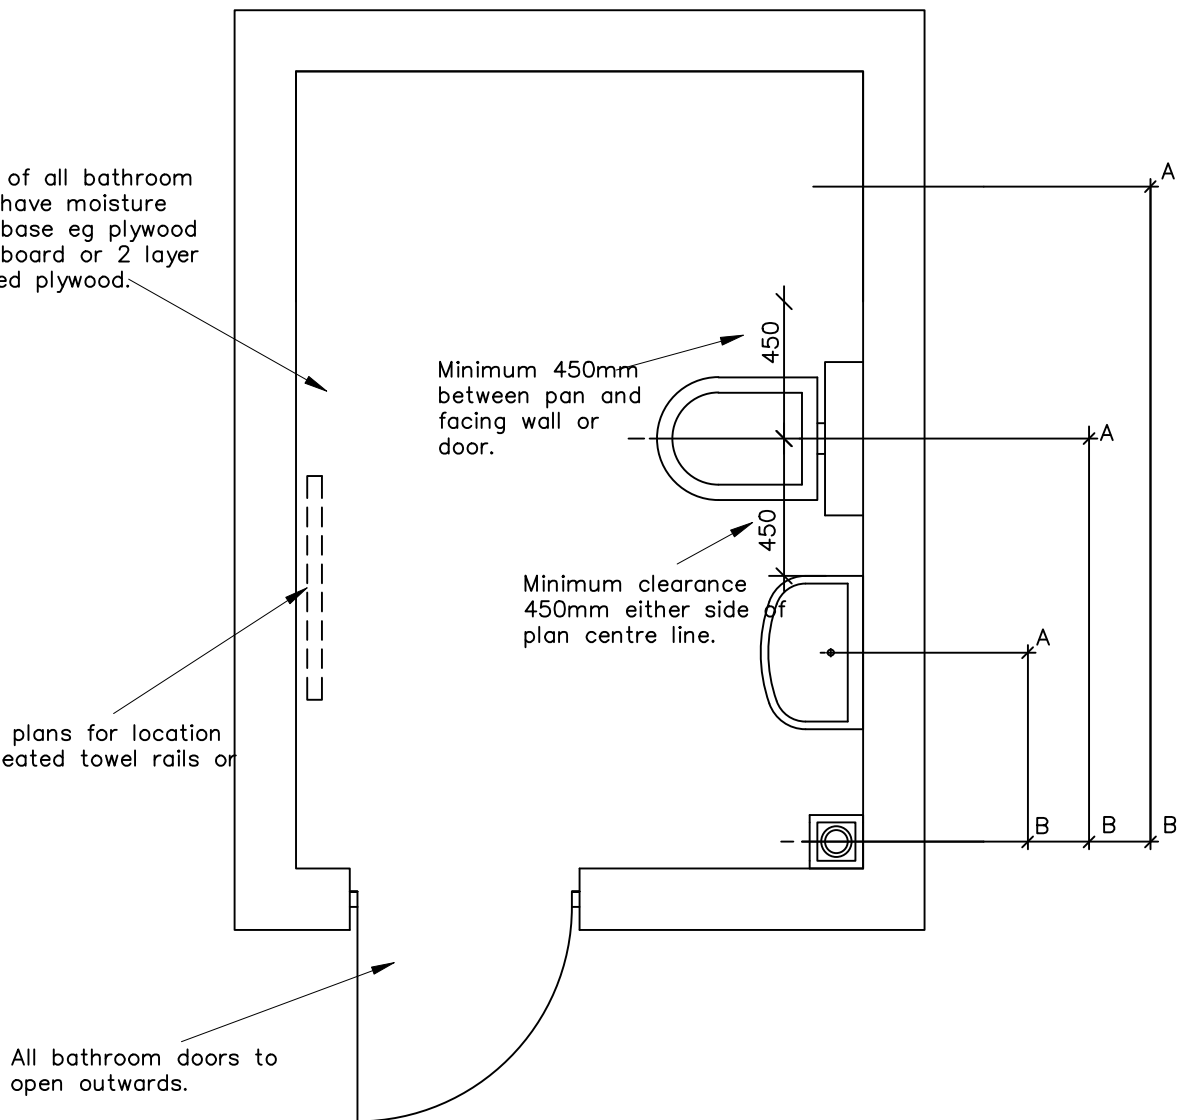 of all bathroom
have moisture
base eg plywood
board or 2 layer
ed plywood.
A
450
Minimum 450mm
between pan and
facing wall or
door.
A
450
Minimum clearance
450mm either side of
plan centre line.
A
plans for location
eated towel rails or
B
B
B
All bathroom doors to
open outwards.